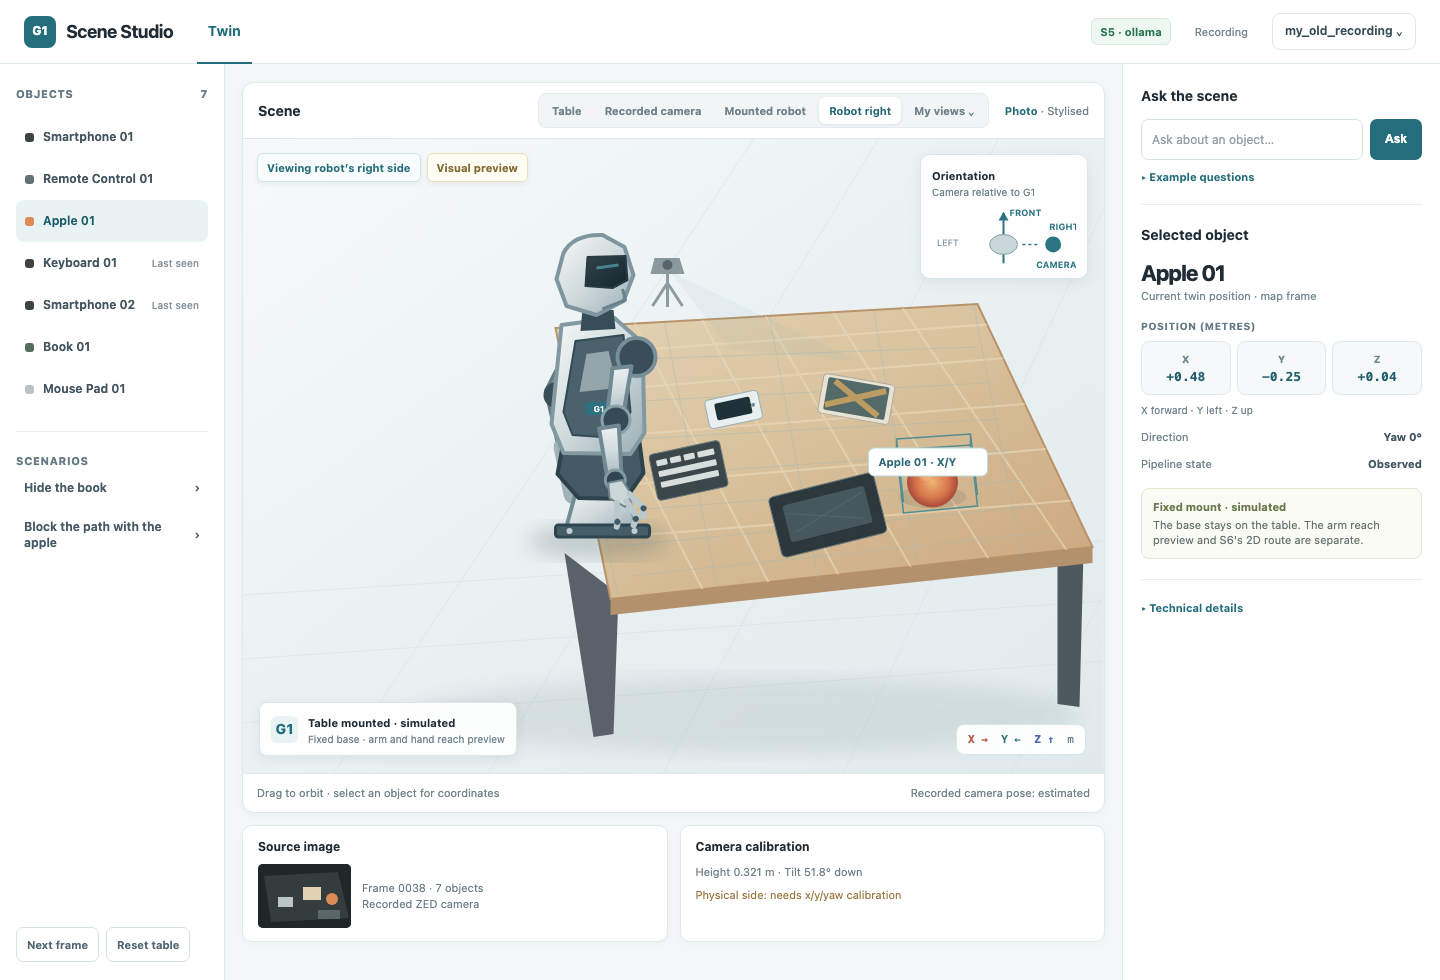 G1
Scene Studio
Twin
S5 · ollama
Recording
my_old_recording
OBJECTS
7
Smartphone 01
Remote Control 01
Apple 01
Keyboard 01
Last seen
Smartphone 02
Last seen
Book 01
Mouse Pad 01
SCENARIOS
Hide the book
Block the path with the
apple
Next frame
Reset table
Scene
Table
Recorded camera
Mounted robot
Robot right
My views
Photo · Stylised
Viewing robot's right side
Visual preview
Orientation
Camera relative to G1
FRONT
RIGHT
LEFT
CAMERA
G1
Apple 01 · X/Y
G1
Table mounted · simulated
Fixed base · arm and hand reach preview
X → Y ← Z ↑ m
Drag to orbit · select an object for coordinates
Recorded camera pose: estimated
Source image
Frame 0038 · 7 objects
Recorded ZED camera
Camera calibration
Height 0.321 m · Tilt 51.8° down
Physical side: needs x/y/yaw calibration
Ask the scene
Ask about an object...
Ask
Example questions
Selected object
Apple 01
Current twin position · map frame
POSITION (METRES)
X
+0.48
Y
−0.25
Z
+0.04
X forward · Y left · Z up
Direction
Yaw 0°
Pipeline state
Observed
Fixed mount · simulated
The base stays on the table. The arm reach
preview and S6's 2D route are separate.
Technical details